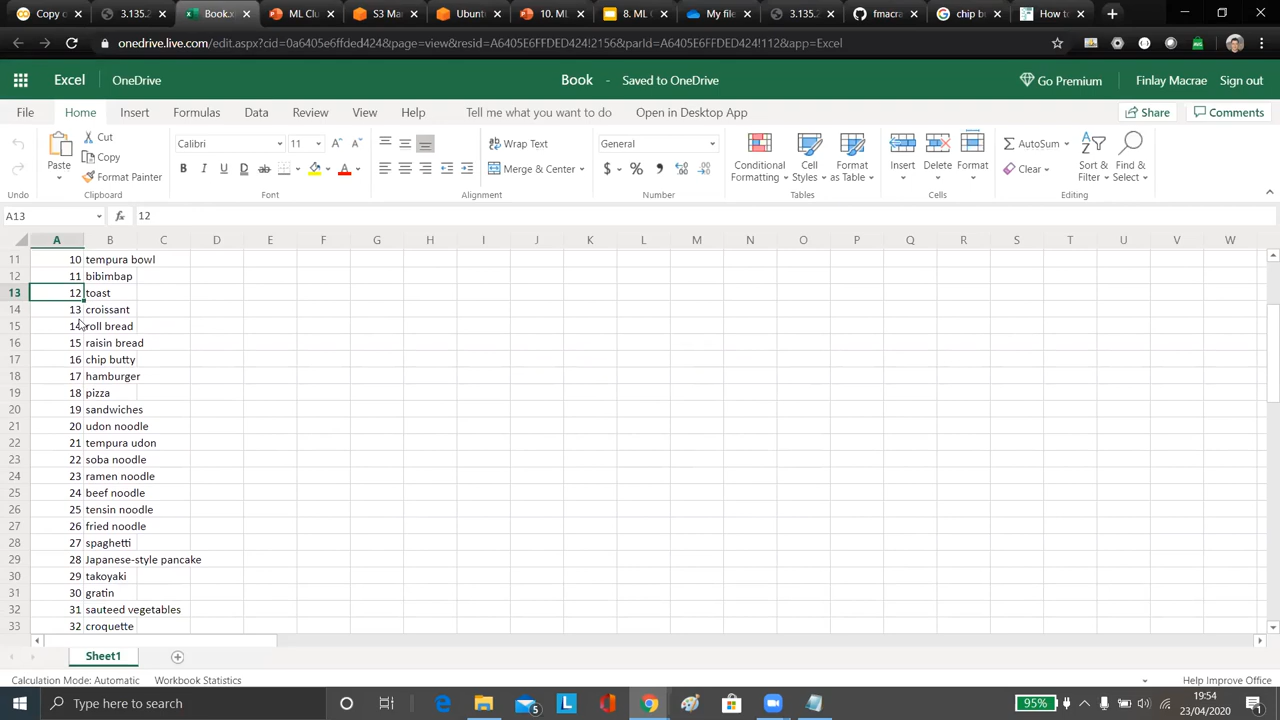 Copy o
3.135.2
Book.x
ML Clu
S3 Ma
Ubunt
10. ML
8. ML C
My file
3.135.2
fmacra
chip bu
How to
onedrive.live.com/edit.aspx?cid=0a6405e6ffded424&page=view&resid=A6405E6FFDED424!2156&parId=A6405E6FFDED424!112&app=Excel
Excel OneDrive Book - Saved to OneDrive Go Premium Finlay Macrae Sign out
File Home Insert Formulas Data Review View Help Tell me what you want to do Open in Desktop App Share Comments
Undo
Paste
Cut
Copy
Format Painter
Clipboard
Calibri 11
B I U D ab A
Font
Wrap Text
Merge & Center
Alignment
General
$ % 9
Number
Conditional Formatting
Cell Styles
Format as Table
Tables
Insert Delete Format
Cells
AutoSum
Clear
Sort & Filter
Find & Select
Editing
A13 fx 12
A B C D E F G H I J K L M N O P Q R S T U V W
11 10 tempura bowl
12 11 bibimbap
13 12 toast
14 13 croissant
15 14 roll bread
16 15 raisin bread
17 16 chip butty
18 17 hamburger
19 18 pizza
20 19 sandwiches
21 20 udon noodle
22 21 tempura udon
23 22 soba noodle
24 23 ramen noodle
25 24 beef noodle
26 25 tensin noodle
27 26 fried noodle
28 27 spaghetti
29 28 Japanese-style pancake
30 29 takoyaki
31 30 gratin
32 31 sauteed vegetables
33 32 croquette
Sheet1
Calculation Mode: Automatic Workbook Statistics Help Improve Office
Type here to search
5
L
95%
19:54
23/04/2020
1